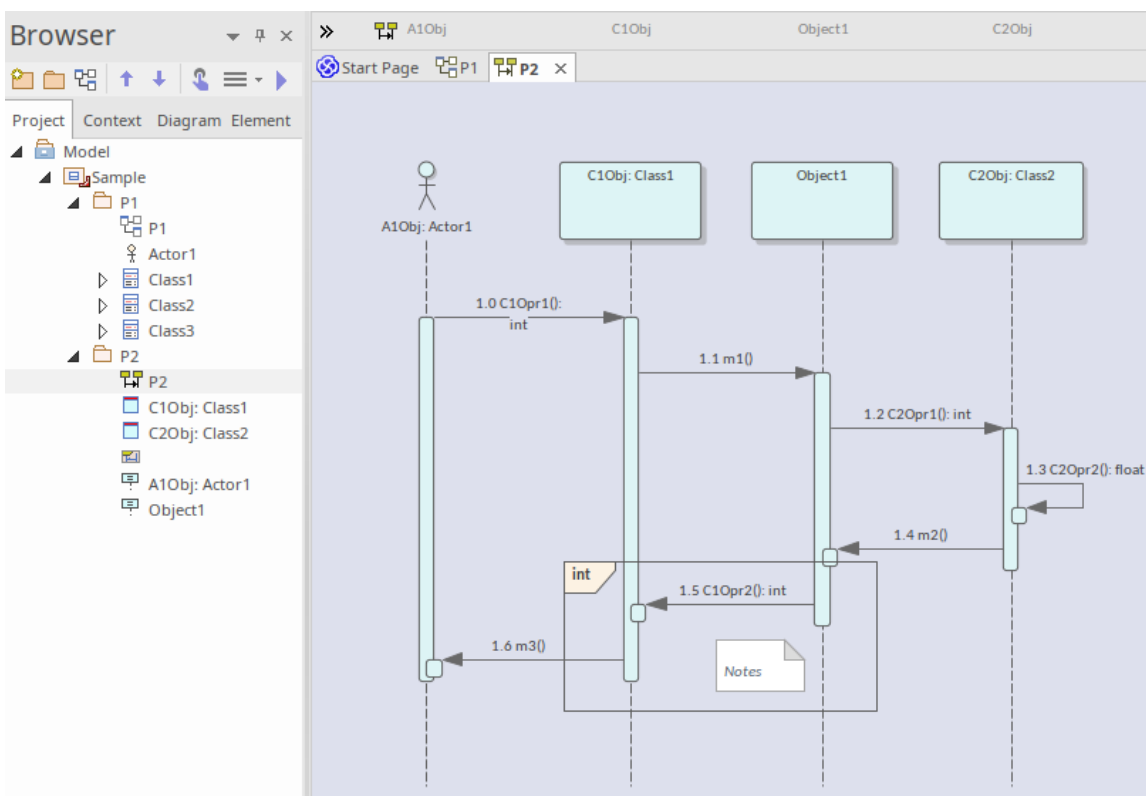 Browser
A1Obj C1Obj Object1 C2Obj
Start Page P1 P2
Project Context Diagram Element
Model
Sample
P1
P1
Actor1
Class1
Class2
Class3
P2
P2
C1Obj: Class1
C2Obj: Class2
A1Obj: Actor1
Object1
A1Obj: Actor1
C1Obj: Class1
Object1
C2Obj: Class2
1.0 C1Opr1():
int
1.1 m1()
1.2 C2Opr1(): int
1.3 C2Opr2(): float
1.4 m2()
int
1.5 C1Opr2(): int
1.6 m3()
Notes